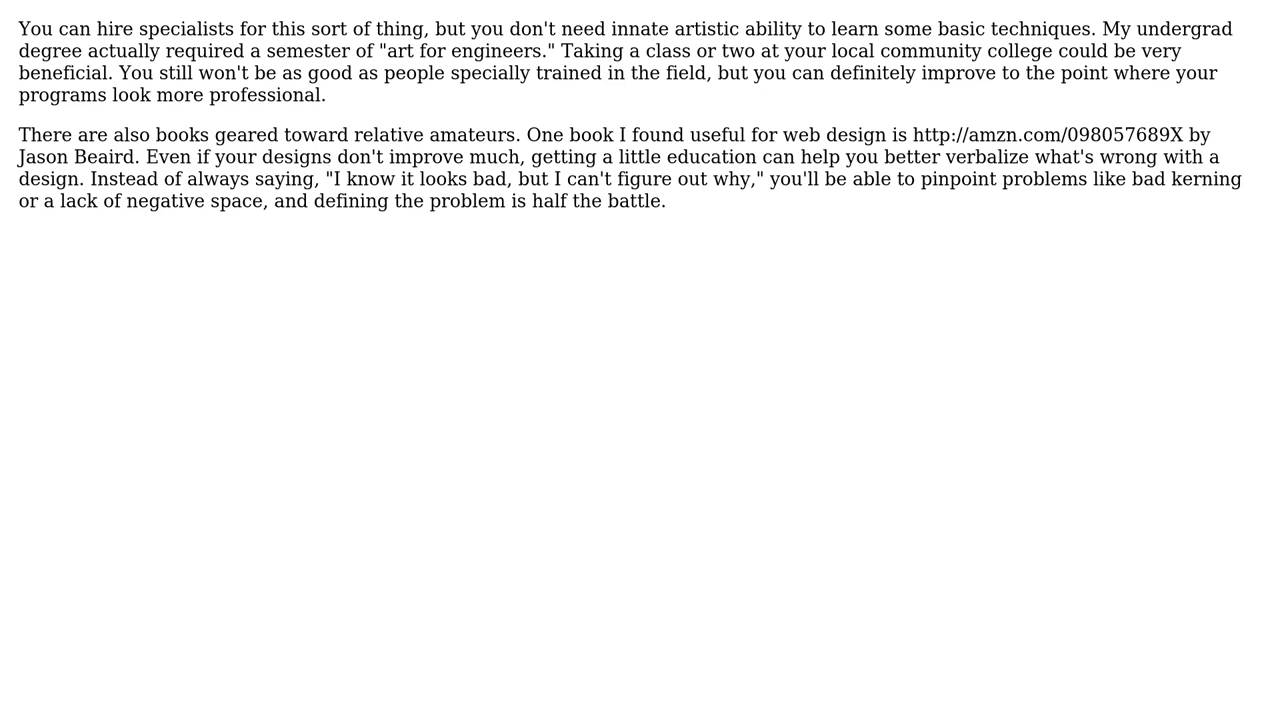 You can hire specialists for this sort of thing, but you don't need innate artistic ability to learn some basic techniques. My undergrad
degree actually required a semester of "art for engineers." Taking a class or two at your local community college could be very
beneficial. You still won't be as good as people specially trained in the field, but you can definitely improve to the point where your
programs look more professional.
There are also books geared toward relative amateurs. One book I found useful for web design is http://amzn.com/098057689X by
Jason Beaird. Even if your designs don't improve much, getting a little education can help you better verbalize what's wrong with a
design. Instead of always saying, "I know it looks bad, but I can't figure out why," you'll be able to pinpoint problems like bad kerning
or a lack of negative space, and defining the problem is half the battle.